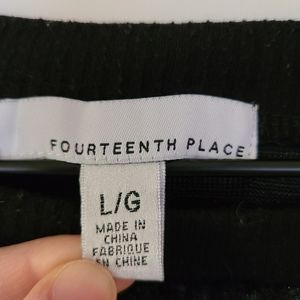 FOURTEENTH PLACE
L/G
MADE IN
CHINA
FABRIQUE
EN CHINE